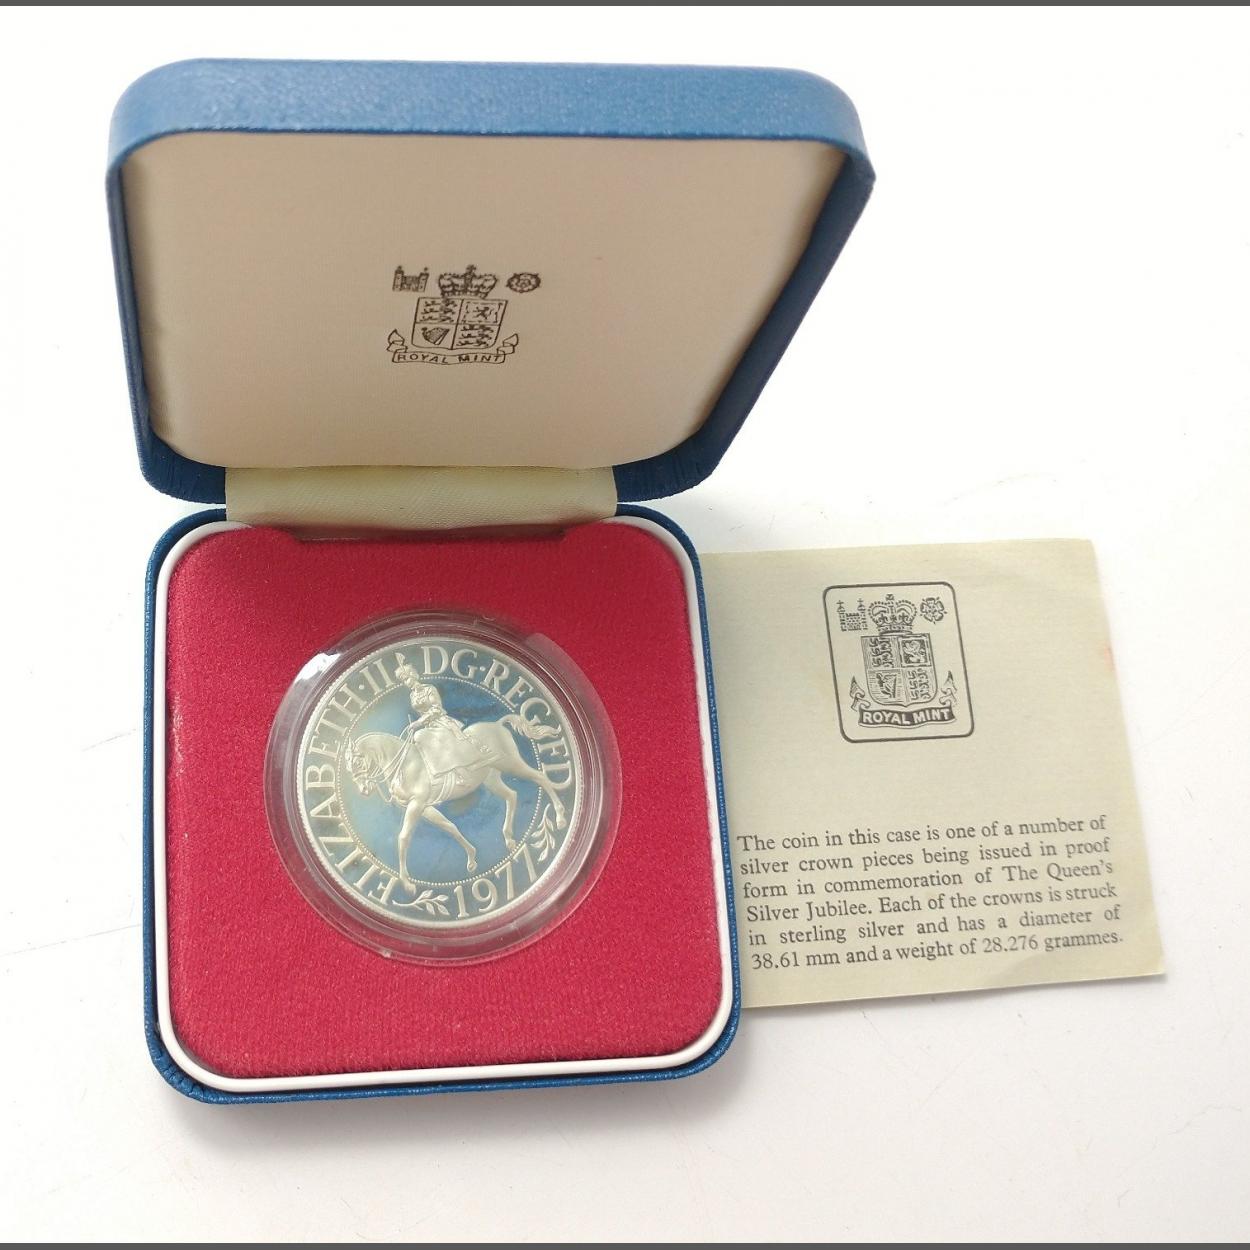 ROYAL MINT
ELIZABETH·II DG·REG FD 1977
ROYAL MINT
The coin in this case is one of a number of
silver crown pieces being issued in proof
form in commemoration of The Queen's
Silver Jubilee. Each of the crowns is struck
in sterling silver and has a diameter of
38.61 mm and a weight of 28.276 grammes.